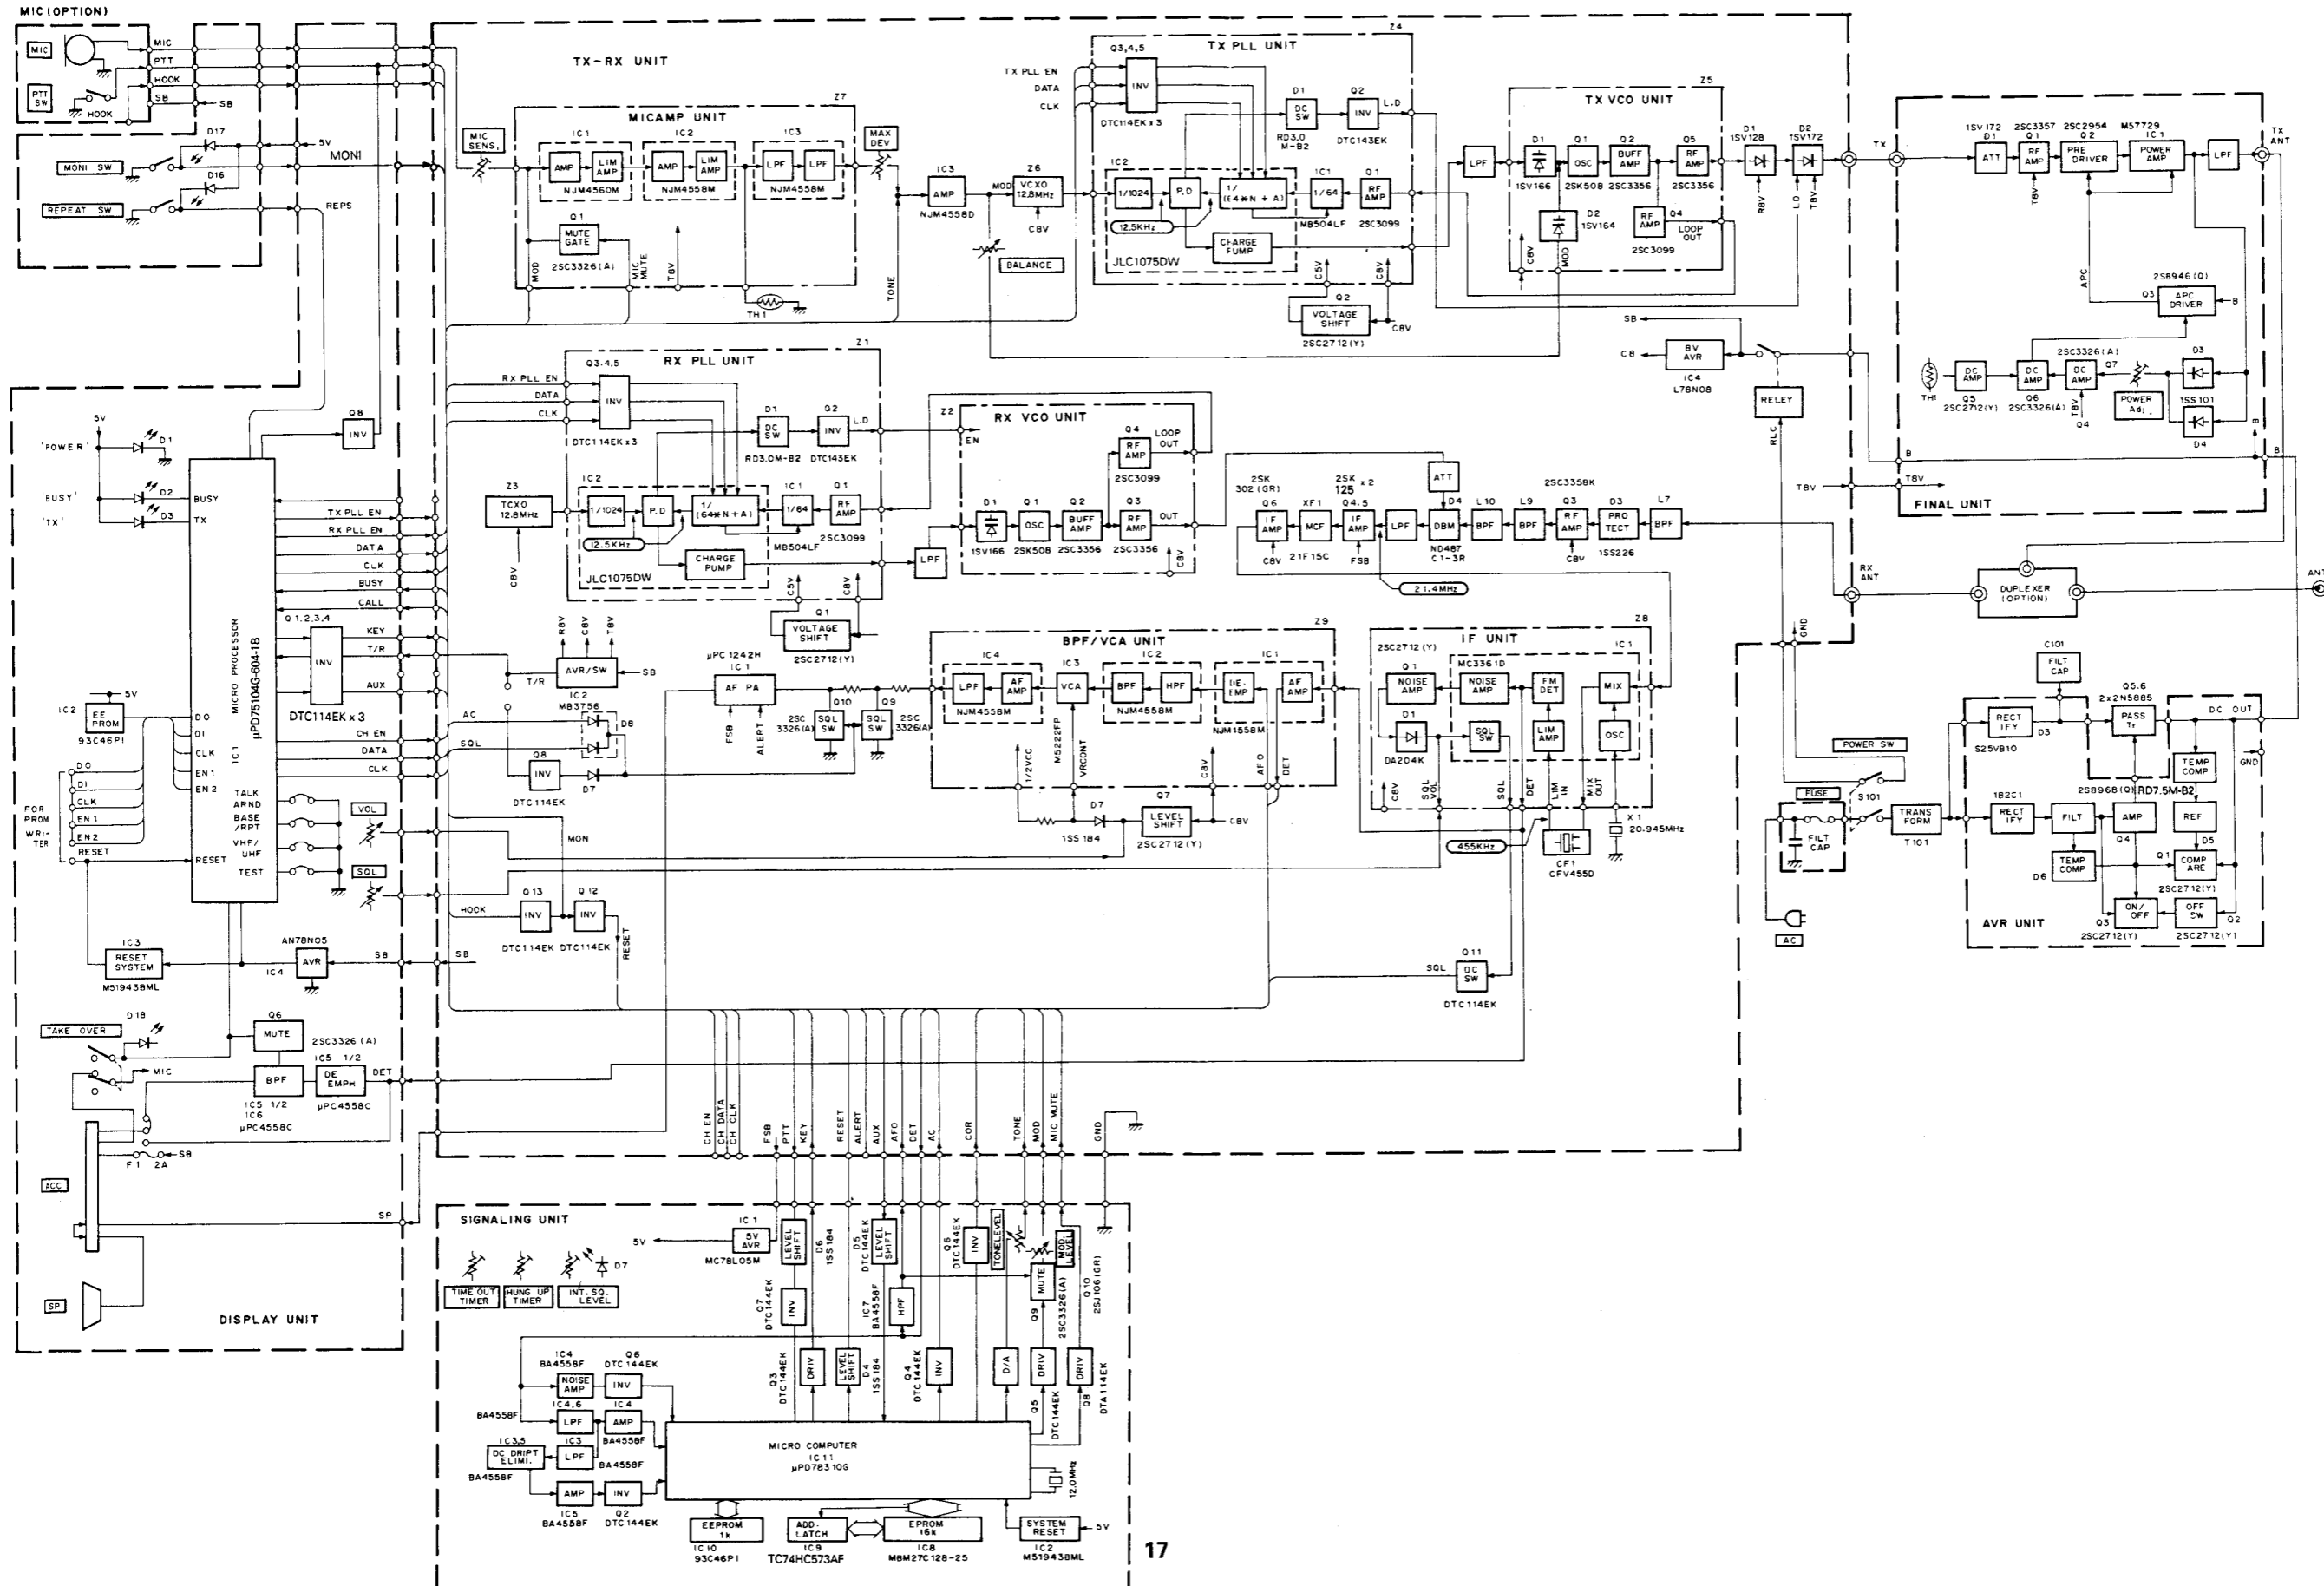 MIC (OPTION)
MIC
PTT SW
MIC
PTT
HOOK
SB
SB
HOOK
D17
5V
MONI
MONI SW
D16
REPEAT SW
REPS
TX-RX UNIT
MIC SENS.
Z7
MICAMP UNIT
IC1
IC2
IC3
AMP
LIM AMP
AMP
LIM AMP
LPF
LPF
NJM4560M
NJM4558M
NJM4558M
Q1
MUTE GATE
2SC3326(A)
MOD
MIC MUTE
T8V
TH1
MAX DEV
TONE
IC3
AMP
NJM4558D
MOD
Z6
VCXO 12.8MHz
C8V
BALANCE
Z4
TX PLL UNIT
Q3,4,5
TX PLL EN
DATA
CLK
INV
DTC114EK x 3
D1
DC SW
RD3.0 M-B2
Q2
INV
L.D
DTC143EK
IC2
1/1024
P.D
1/ (64*N + A)
IC1
1/64
Q1
RF AMP
12.5KHz
MB504LF
2SC3099
CHARGE PUMP
JLC1075DW
C5V
C8V
Q2
VOLTAGE SHIFT
C8V
2SC2712(Y)
LPF
Z5
TX VCO UNIT
D1
1SV166
Q1
OSC
2SK508
Q2
BUFF AMP
2SC3356
Q5
RF AMP
2SC3356
D2
1SV164
RF AMP
Q4
LOOP OUT
2SC3099
C8V
MOD
D1
1SV128
D2
1SV172
R8V
LD
T8V
TX
1SV172
D1
ATT
2SC3357
Q1
RF AMP
2SC2954
Q2
PRE DRIVER
M57729
IC1
POWER AMP
LPF
TX ANT
T8V
APC
2SB946(Q)
Q3
APC DRIVER
B
TH1
DC AMP
Q5
2SC2712(Y)
DC AMP
Q6
2SC3326(A)
2SC3326(A)
DC AMP
Q7
T8V
Q4
POWER Adj.
D3
1SS101
D4
B
B
T8V
T8V
FINAL UNIT
SB
C8
8V AVR
IC4
L78N08
RELEY
RLC
Z1
RX PLL UNIT
Q3,4,5
RX PLL EN
DATA
CLK
INV
DTC114EK x 3
D1
DC SW
RD3.0M-B2
Q2
INV
L.D
DTC143EK
Z3
TCXO 12.8MHz
C8V
IC2
1/1024
P.D
1/ (64*N+A)
IC1
1/64
Q1
RF AMP
12.5KHz
MB504LF
2SC3099
CHARGE PUMP
JLC1075DW
C5V
C8V
Q1
VOLTAGE SHIFT
2SC2712(Y)
LPF
Z2
RX VCO UNIT
EN
Q4
RF AMP
LOOP OUT
2SC3099
D1
1SV166
Q1
OSC
2SK508
Q2
BUFF AMP
2SC3356
Q3
RF AMP
OUT
2SC3356
C8V
2SK 302 (GR)
Q6
IF AMP
C8V
XF1
MCF
21F15C
2SK x 2 125
Q4.5
IF AMP
FSB
LPF
ATT
D4
DBM
ND487 C1-3R
L10
BPF
L9
BPF
2SC3358K
Q3
RF AMP
C8V
D3
PRO TECT
1SS226
L7
BPF
21.4MHz
RX ANT
DUPLEXER (OPTION)
ANT
'POWER'
5V
D1
'BUSY'
D2
'TX'
D3
Q8
INV
BUSY
TX
MICRO PROCESSOR
µPD75104G-604-1B
IC1
TX PLL EN
RX PLL EN
DATA
CLK
BUSY
CALL
Q1,2,3,4
INV
KEY
T/R
AUX
DTC114EK x 3
5V
IC2
EE PROM
93C46P1
DO
DI
CLK
EN1
EN2
CH EN
DATA
CLK
FOR PROM WRI- TER
DO
DI
CLK
EN1
EN2
RESET
RESET
TALK ARND
BASE /RPT
VHF/ UHF
TEST
VOL
SQL
IC3
RESET SYSTEM
M51943BML
AN78N05
AVR
IC4
SB
SB
R8V
C8V
T8V
T/R
AVR/SW
SB
IC2
MB3756
AC
SQL
D8
Q8
INV
D7
DTC114EK
MON
HOOK
Q13
INV
DTC114EK
Q12
INV
DTC114EK
RESET
µPC1242H
IC1
AF PA
FSB
ALERT
Q10
2SC 3326(A)
SQL SW
Q9
SQL SW
2SC 3326(A)
Z9
BPF/VCA UNIT
IC4
LPF
AF AMP
NJM4558M
IC3
VCA
M5222FP
IC2
BPF
HPF
NJM4558M
IC1
DE. EMP
AF AMP
NJM4558M
1/2VCC
VRCONT
C8V
AFO
DET
D7
1SS184
Q7
LEVEL SHIFT
C8V
2SC2712(Y)
Z8
IF UNIT
2SC2712(Y)
Q1
NOISE AMP
MC3361D
IC1
NOISE AMP
FM DET
MIX
D1
DA204K
SQL SW
LIM AMP
OSC
C8V
SQL VOL
SQL
DET
LIM IN
MIX OUT
X1
20.945MHz
455KHz
CF1
CFV455D
SQL
Q11
DC SW
DTC114EK
GND
C101
FILT CAP
RECT IFY
D3
S25VB10
Q5.6
2x2N5885
PASS Tr
DC OUT
GND
TEMP COMP
POWER SW
S101
FUSE
FILT CAP
TRANS FORM
T101
1B2C1
RECT IFY
FILT
2SB968(Q)
AMP
Q4
RD7.5M-B2
REF
D5
TEMP COMP
D6
Q1
COMP ARE
2SC2712(Y)
Q3
ON/ OFF
2SC2712(Y)
OFF SW
Q2
2SC2712(Y)
AVR UNIT
AC
TAKE OVER
D18
Q6
MUTE
2SC3326(A)
MIC
BPF
IC5 1/2
IC6
µPC4558C
IC5 1/2
DE EMPH
µPC4558C
DET
F1 2A
SB
ACC
SP
SP
DISPLAY UNIT
CH EN
CH DATA
CH CLK
FSB
PTT
KEY
RESET
ALERT
AUX
AFO
DET
AC
COR
TONE
MOD
MIC MUTE
GND
SIGNALING UNIT
TIME OUT TIMER
HUNG UP TIMER
INT. SQ. LEVEL
D7
5V
IC1
5V AVR
MC78L05M
LEVEL SHIFT
D6
1SS184
Q7
DTC144EK
INV
D5
DTC144EK
LEVEL SHIFT
IC7
BA4558F
HPF
Q6
DTC144EK
INV
TONELEVEL
MOD. LEVEL
MUTE
Q9
2SC3326(A)
Q10
2SJ106(GR)
Q3
DTC144EK
DRIV
LEVEL SHIFT
D4
1SS184
Q4
DTC144EK
INV
D/A
DRIV
Q5
DTC144EK
DRIV
Q8
DTA114EK
IC4
BA4558F
NOISE AMP
Q6
DTC144EK
INV
IC4,6
BA4558F
LPF
IC4
AMP
BA4558F
IC3,5
DC DRIPT ELIMI.
BA4558F
IC3
LPF
BA4558F
AMP
IC5
BA4558F
INV
Q2
DTC144EK
MICRO COMPUTER
IC11
µPD78310G
12.0MHz
EEPROM 1k
IC10
93C46P1
ADD- LATCH
IC9
TC74HC573AF
EPROM 16k
IC8
MBM27C128-25
SYSTEM RESET
5V
IC2
M51943BML
17